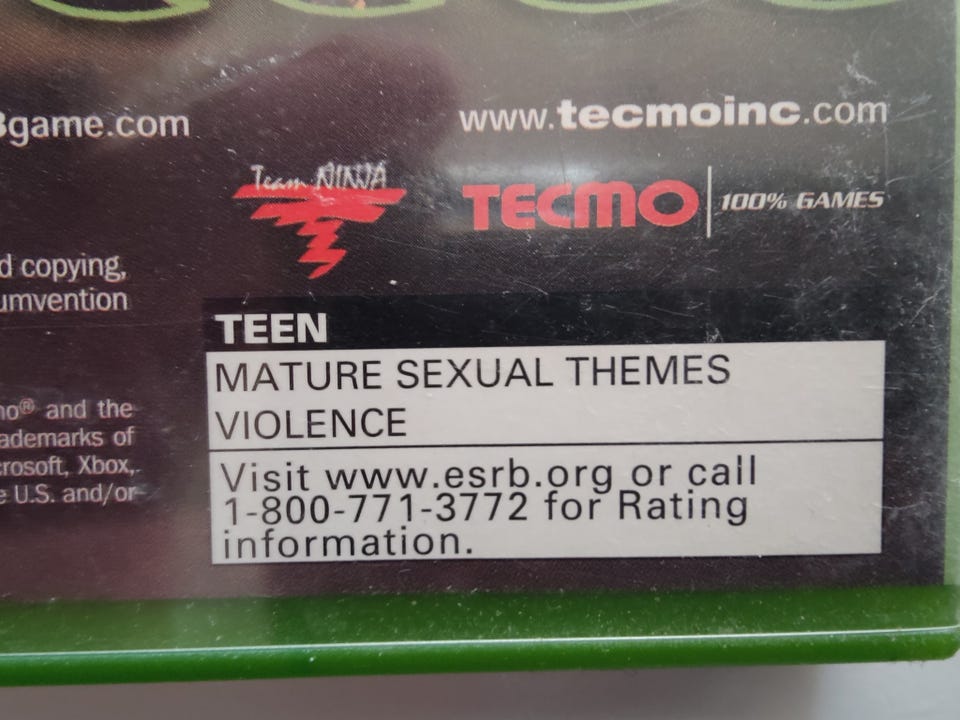 3game.com
www.tecmoinc.com
Team NINJA
TECMO 100% GAMES
d copying,
umvention
TEEN
MATURE SEXUAL THEMES
VIOLENCE
Visit www.esrb.org or call
1-800-771-3772 for Rating
information.
no® and the
ademarks of
crosoft, Xbox,
e U.S. and/or